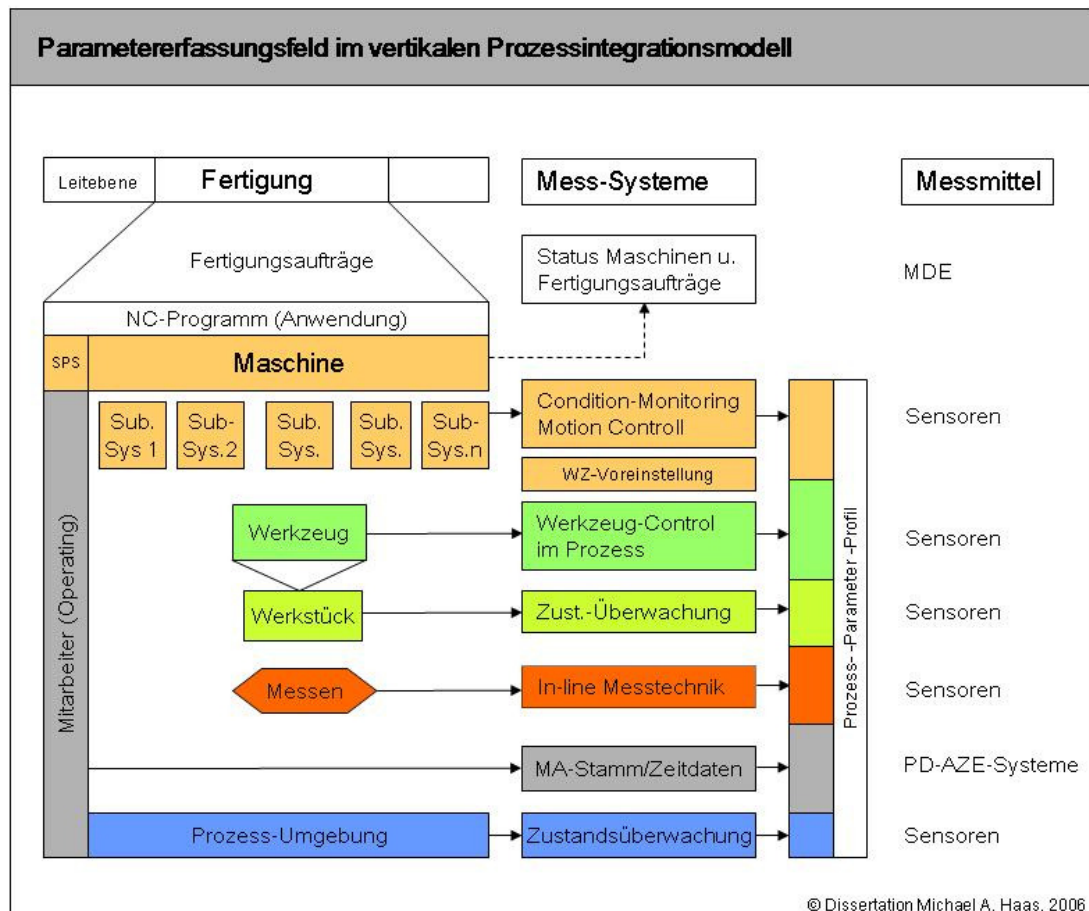 Parametererfassungsfeld im vertikalen Prozessintegrationsmodell
Leitebene
Fertigung
Mess-Systeme
Messmittel
Fertigungsaufträge
Status Maschinen u.
Fertigungsaufträge
MDE
NC-Programm (Anwendung)
SPS
Maschine
Sub.
Sys 1
Sub-
Sys.2
Sub.
Sys.
Sub.
Sys.
Sub-
Sys.n
Condition-Monitoring
Motion Controll
Sensoren
WZ-Voreinstellung
Werkzeug
Werkzeug-Control
im Prozess
Sensoren
Werkstück
Zust.-Überwachung
Sensoren
Messen
In-line Messtechnik
Sensoren
MA-Stamm/Zeitdaten
PD-AZE-Systeme
Prozess-Umgebung
Zustandsüberwachung
Sensoren
Mitarbeiter (Operating)
Prozess- -Parameter -Profil
© Dissertation Michael A. Haas, 2006